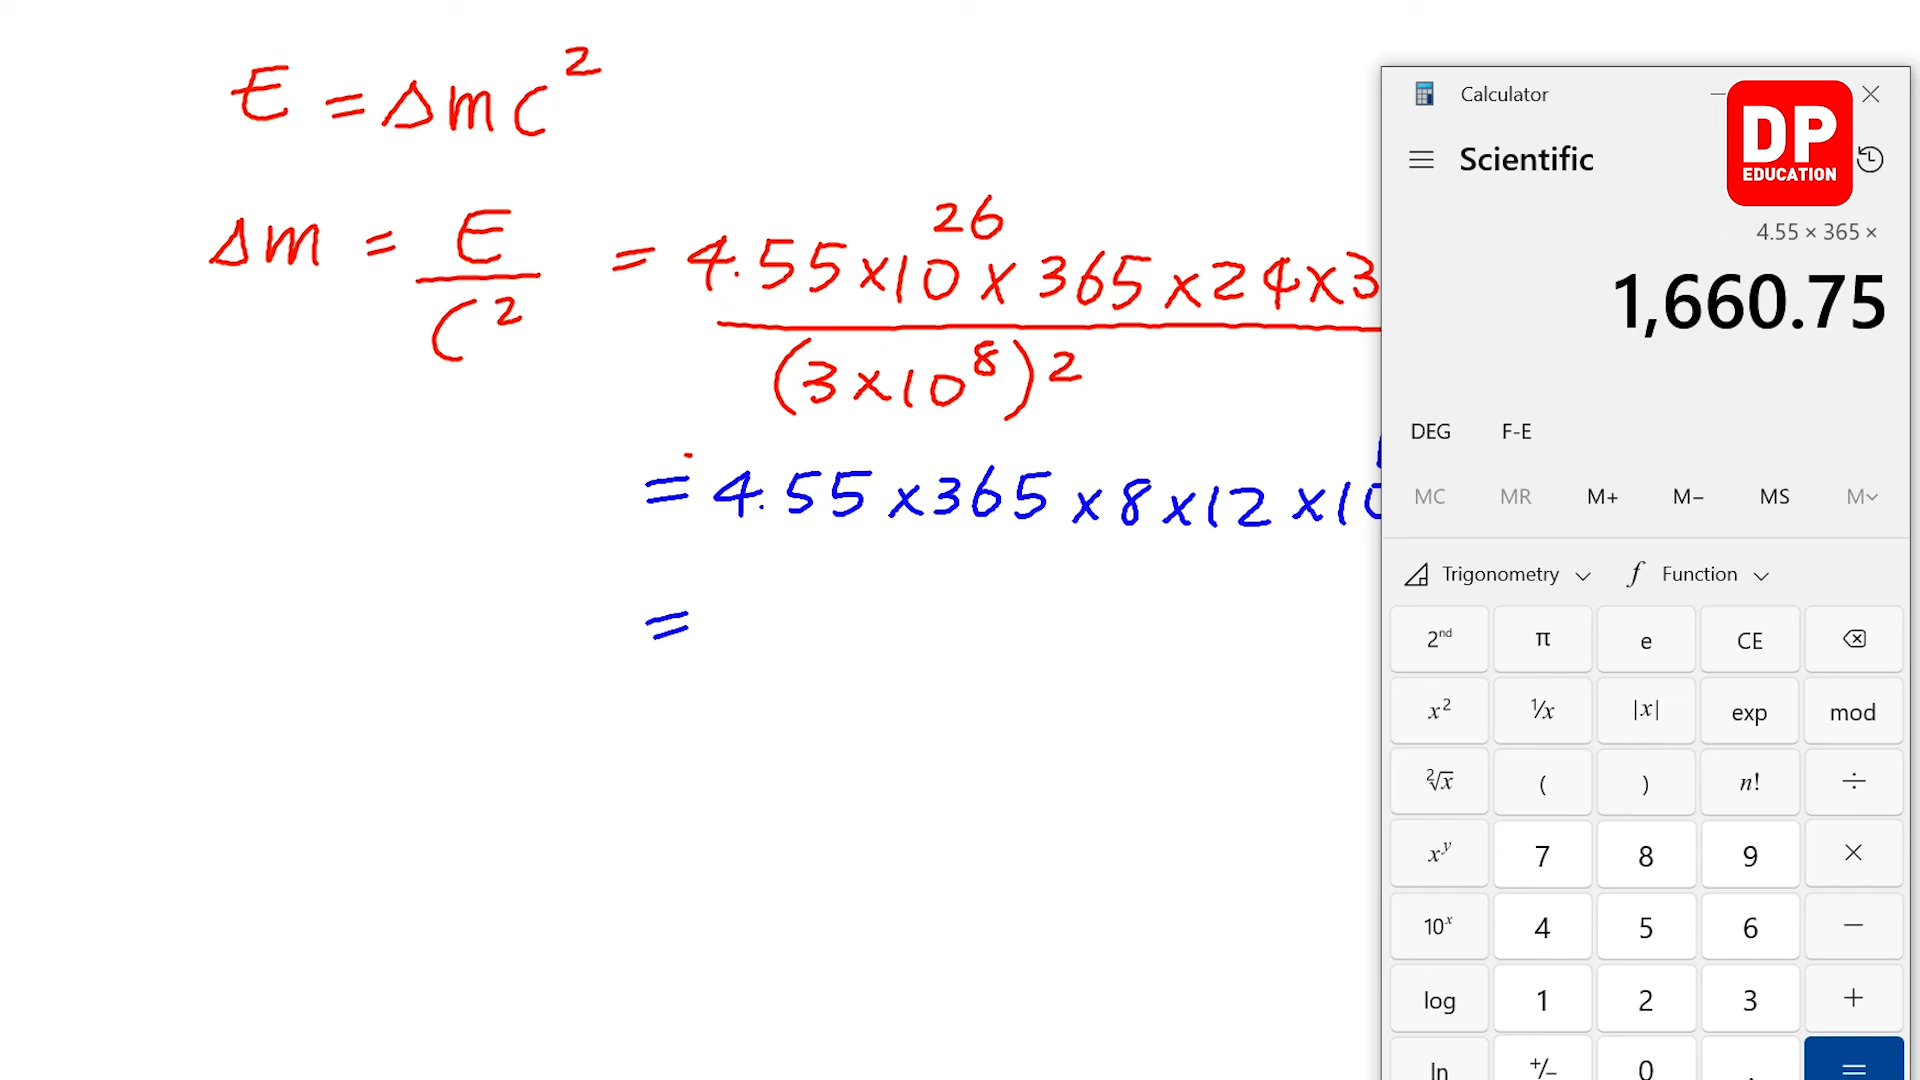 E = Δmc²
Δm = E / C² = 4.55×10²⁶ × 365 × 24 × 3
(3×10⁸)²
= 4.55 × 365 × 8 × 12 × 10
=
Calculator
DP
EDUCATION
Scientific
4.55 × 365 ×
1,660.75
DEG F-E
MC MR M+ M− MS M
Trigonometry f Function
2ⁿᵈ π e CE
x² ¹/x |x| exp mod
²√x ( ) n! ÷
xʸ 7 8 9 ×
10ˣ 4 5 6 −
log 1 2 3 +
ln +/− 0 . =